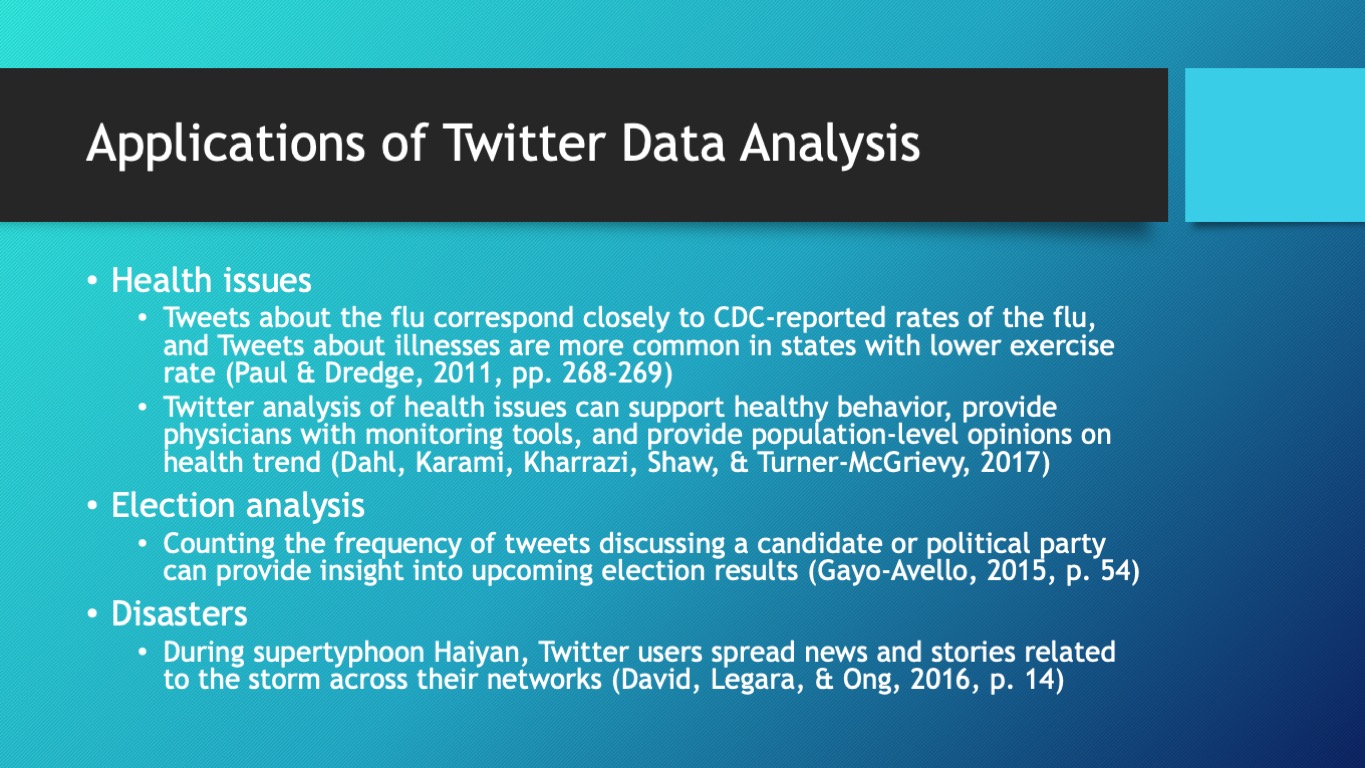 Applications of Twitter Data Analysis
• Health issues
• Tweets about the flu correspond closely to CDC-reported rates of the flu,
and Tweets about illnesses are more common in states with lower exercise
rate (Paul & Dredge, 2011, pp. 268-269)
• Twitter analysis of health issues can support healthy behavior, provide
physicians with monitoring tools, and provide population-level opinions on
health trend (Dahl, Karami, Kharrazi, Shaw, & Turner-McGrievy, 2017)
• Election analysis
• Counting the frequency of tweets discussing a candidate or political party
can provide insight into upcoming election results (Gayo-Avello, 2015, p. 54)
• Disasters
• During supertyphoon Haiyan, Twitter users spread news and stories related
to the storm across their networks (David, Legara, & Ong, 2016, p. 14)